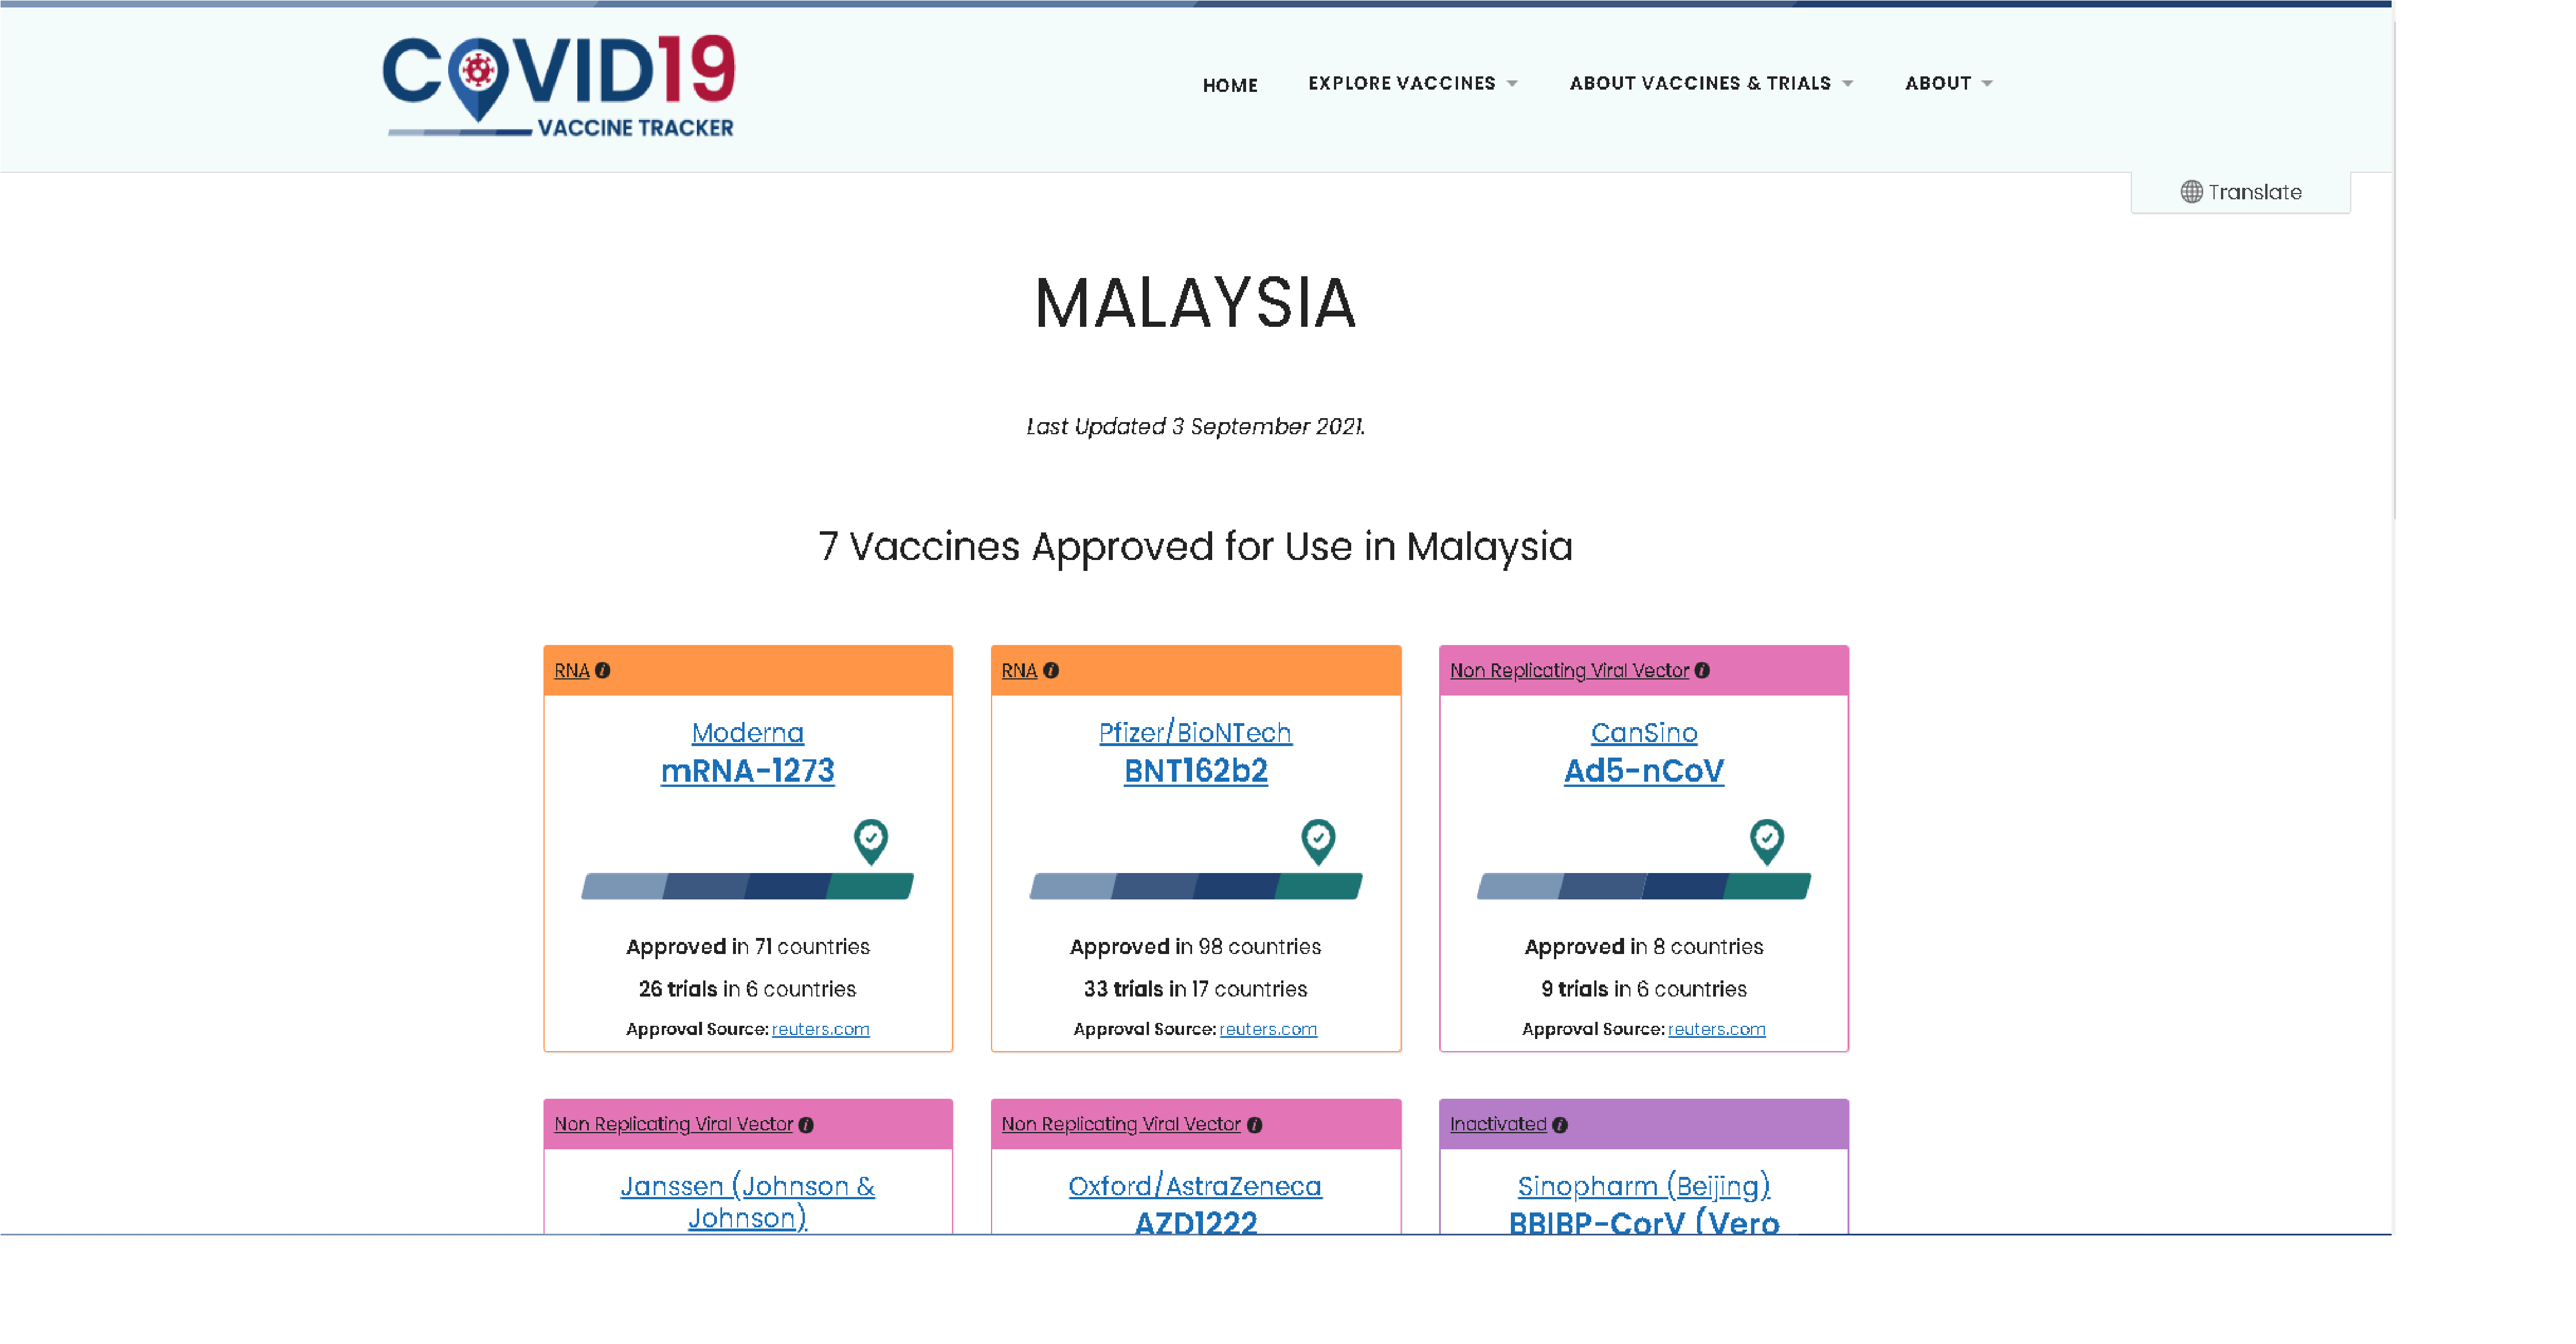 COVID19
VACCINE TRACKER
HOME
EXPLORE VACCINES
ABOUT VACCINES & TRIALS
ABOUT
Translate
MALAYSIA
Last Updated 3 September 2021.
7 Vaccines Approved for Use in Malaysia
RNA
Moderna
mRNA-1273
Approved in 71 countries
26 trials in 6 countries
Approval Source: reuters.com
RNA
Pfizer/BioNTech
BNT162b2
Approved in 98 countries
33 trials in 17 countries
Approval Source: reuters.com
Non Replicating Viral Vector
CanSino
Ad5-nCoV
Approved in 8 countries
9 trials in 6 countries
Approval Source: reuters.com
Non Replicating Viral Vector
Janssen (Johnson &
Johnson)
Non Replicating Viral Vector
Oxford/AstraZeneca
AZD1222
Inactivated
Sinopharm (Beijing)
BBIBP-CorV (Vero